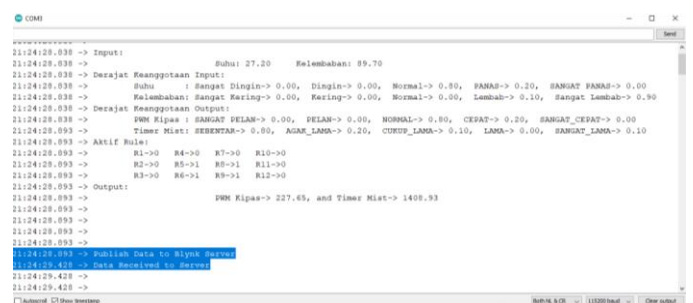 COM3
Send
21:24:28.038 -> Input:
21:24:28.038 -> Suhu: 27.20 Kelembaban: 89.70
21:24:28.038 -> Derajat Keanggotaan Input:
21:24:28.038 -> Suhu : Sangat Dingin-> 0.00, Dingin-> 0.00, Normal-> 0.80, PANAS-> 0.20, SANGAT PANAS-> 0.00
21:24:28.038 -> Kelembaban: Sangat Kering-> 0.00, Kering-> 0.00, Normal-> 0.00, Lembab-> 0.10, Sangat Lembab-> 0.90
21:24:28.038 -> Derajat Keanggotaan Output:
21:24:28.093 -> PWM Kipas : SANGAT PELAN-> 0.00, PELAN-> 0.00, NORMAL-> 0.80, CEPAT-> 0.20, SANGAT_CEPAT-> 0.00
21:24:28.093 -> Timer Mist: SEBENTAR-> 0.80, AGAK_LAMA-> 0.20, CUKUP_LAMA-> 0.10, LAMA-> 0.00, SANGAT_LAMA-> 0.10
21:24:28.093 -> Aktif Rule:
21:24:28.093 -> R1->0 R4->0 R7->0 R10->0
21:24:28.093 -> R2->0 R5->1 R8->1 R11->0
21:24:28.093 -> R3->0 R6->1 R9->1 R12->0
21:24:28.093 -> Output:
21:24:28.093 -> PWM Kipas-> 227.65, and Timer Mist-> 1408.93
21:24:28.093 ->
21:24:28.093 ->
21:24:28.093 ->
21:24:28.093 -> Publish Data to Blynk Server
21:24:29.428 -> Data Received to Server
21:24:29.428 ->
21:24:29.428 ->
Autoscroll Show timestamp Both NL & CR 115200 baud Clear output